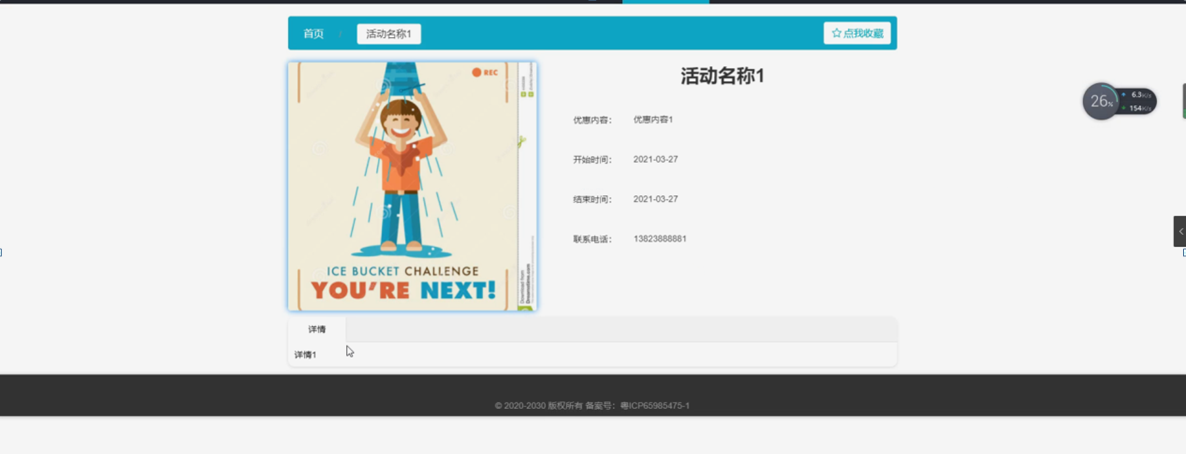 首页
活动名称1
☆点我收藏
REC
活动名称1
优惠内容: 优惠内容1
开始时间: 2021-03-27
结束时间: 2021-03-27
联系电话: 13823888881
ICE BUCKET CHALLENGE
YOU'RE NEXT!
Download from
Dreamstime.com
26%
6.3K/s
154K/s
详情
详情1
© 2020-2030 版权所有 备案号: 粤ICP65985475-1